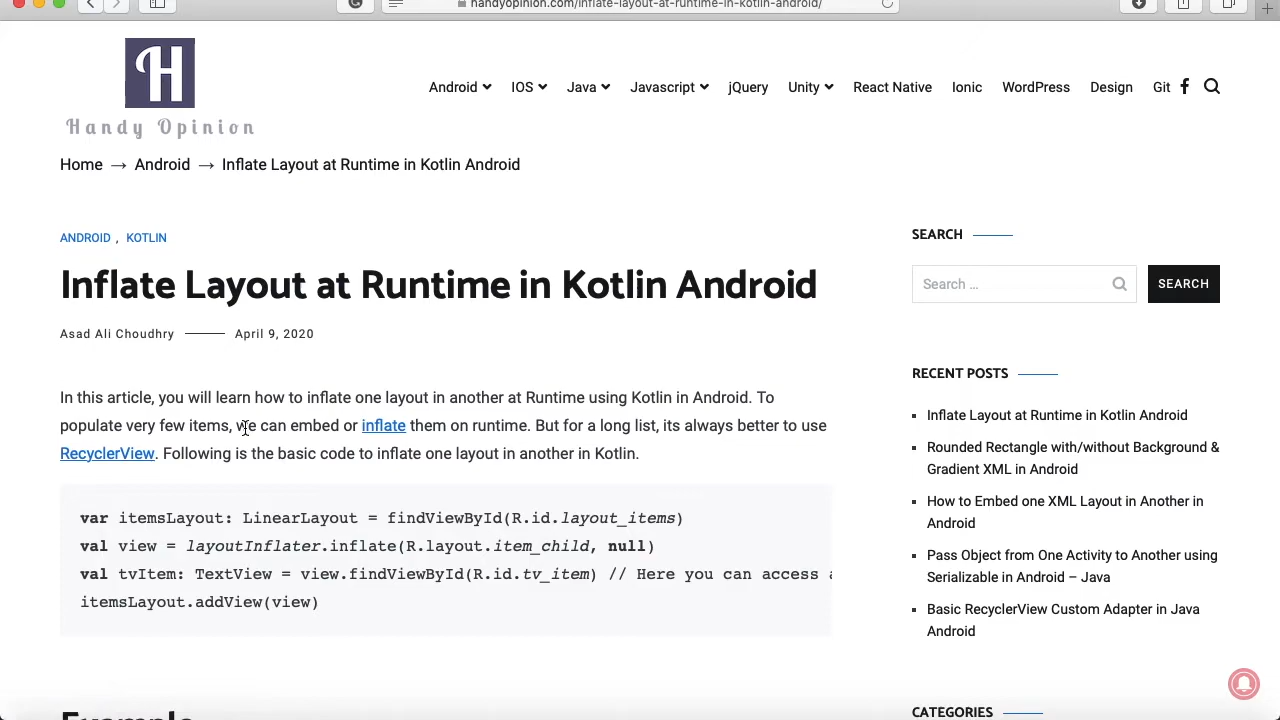 handyopinion.com/inflate-layout-at-runtime-in-kotlin-android/
H
Handy Opinion
Android IOS Java Javascript jQuery Unity React Native Ionic WordPress Design Git
Home → Android → Inflate Layout at Runtime in Kotlin Android
ANDROID , KOTLIN
Inflate Layout at Runtime in Kotlin Android
Asad Ali Choudhry April 9, 2020
In this article, you will learn how to inflate one layout in another at Runtime using Kotlin in Android. To
populate very few items, we can embed or inflate them on runtime. But for a long list, its always better to use
RecyclerView. Following is the basic code to inflate one layout in another in Kotlin.
var itemsLayout: LinearLayout = findViewById(R.id.layout_items)
val view = layoutInflater.inflate(R.layout.item_child, null)
val tvItem: TextView = view.findViewById(R.id.tv_item) // Here you can access a
itemsLayout.addView(view)
Example
SEARCH
Search ...
SEARCH
RECENT POSTS
Inflate Layout at Runtime in Kotlin Android
Rounded Rectangle with/without Background &
Gradient XML in Android
How to Embed one XML Layout in Another in
Android
Pass Object from One Activity to Another using
Serializable in Android – Java
Basic RecyclerView Custom Adapter in Java
Android
CATEGORIES